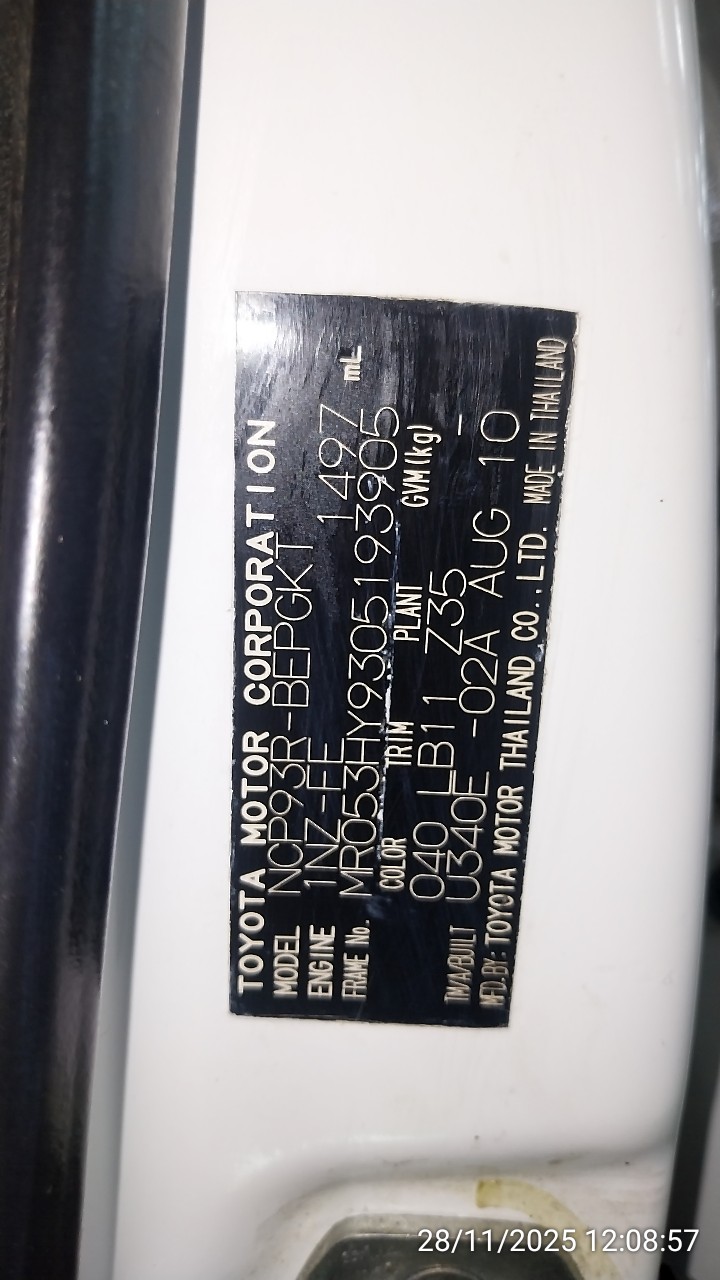 TOYOTA MOTOR CORPORATION
MODEL NCP93R-BEPGKT
ENGINE 1NZ-FE 1497 mL
FRAME No. MR053HY9305193905
COLOR TRIM PLANT GVM(kg)
040 LB11 Z35 -
TM/A/BUILT U340E -02A AUG 10
MFD.BY:TOYOTA MOTOR THAILAND CO.,LTD. MADE IN THAILAND
28/11/2025 12:08:57